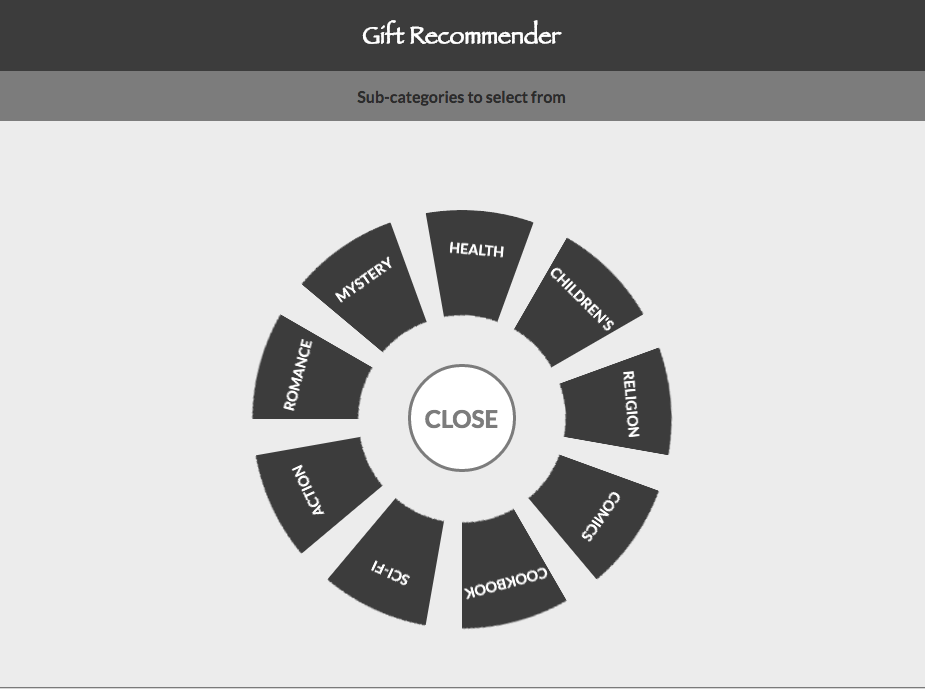 Gift Recommender
Sub-categories to select from
HEALTH
CHILDREN'S
RELIGION
COMICS
COOKBOOK
SCI-FI
ACTION
ROMANCE
MYSTERY
CLOSE